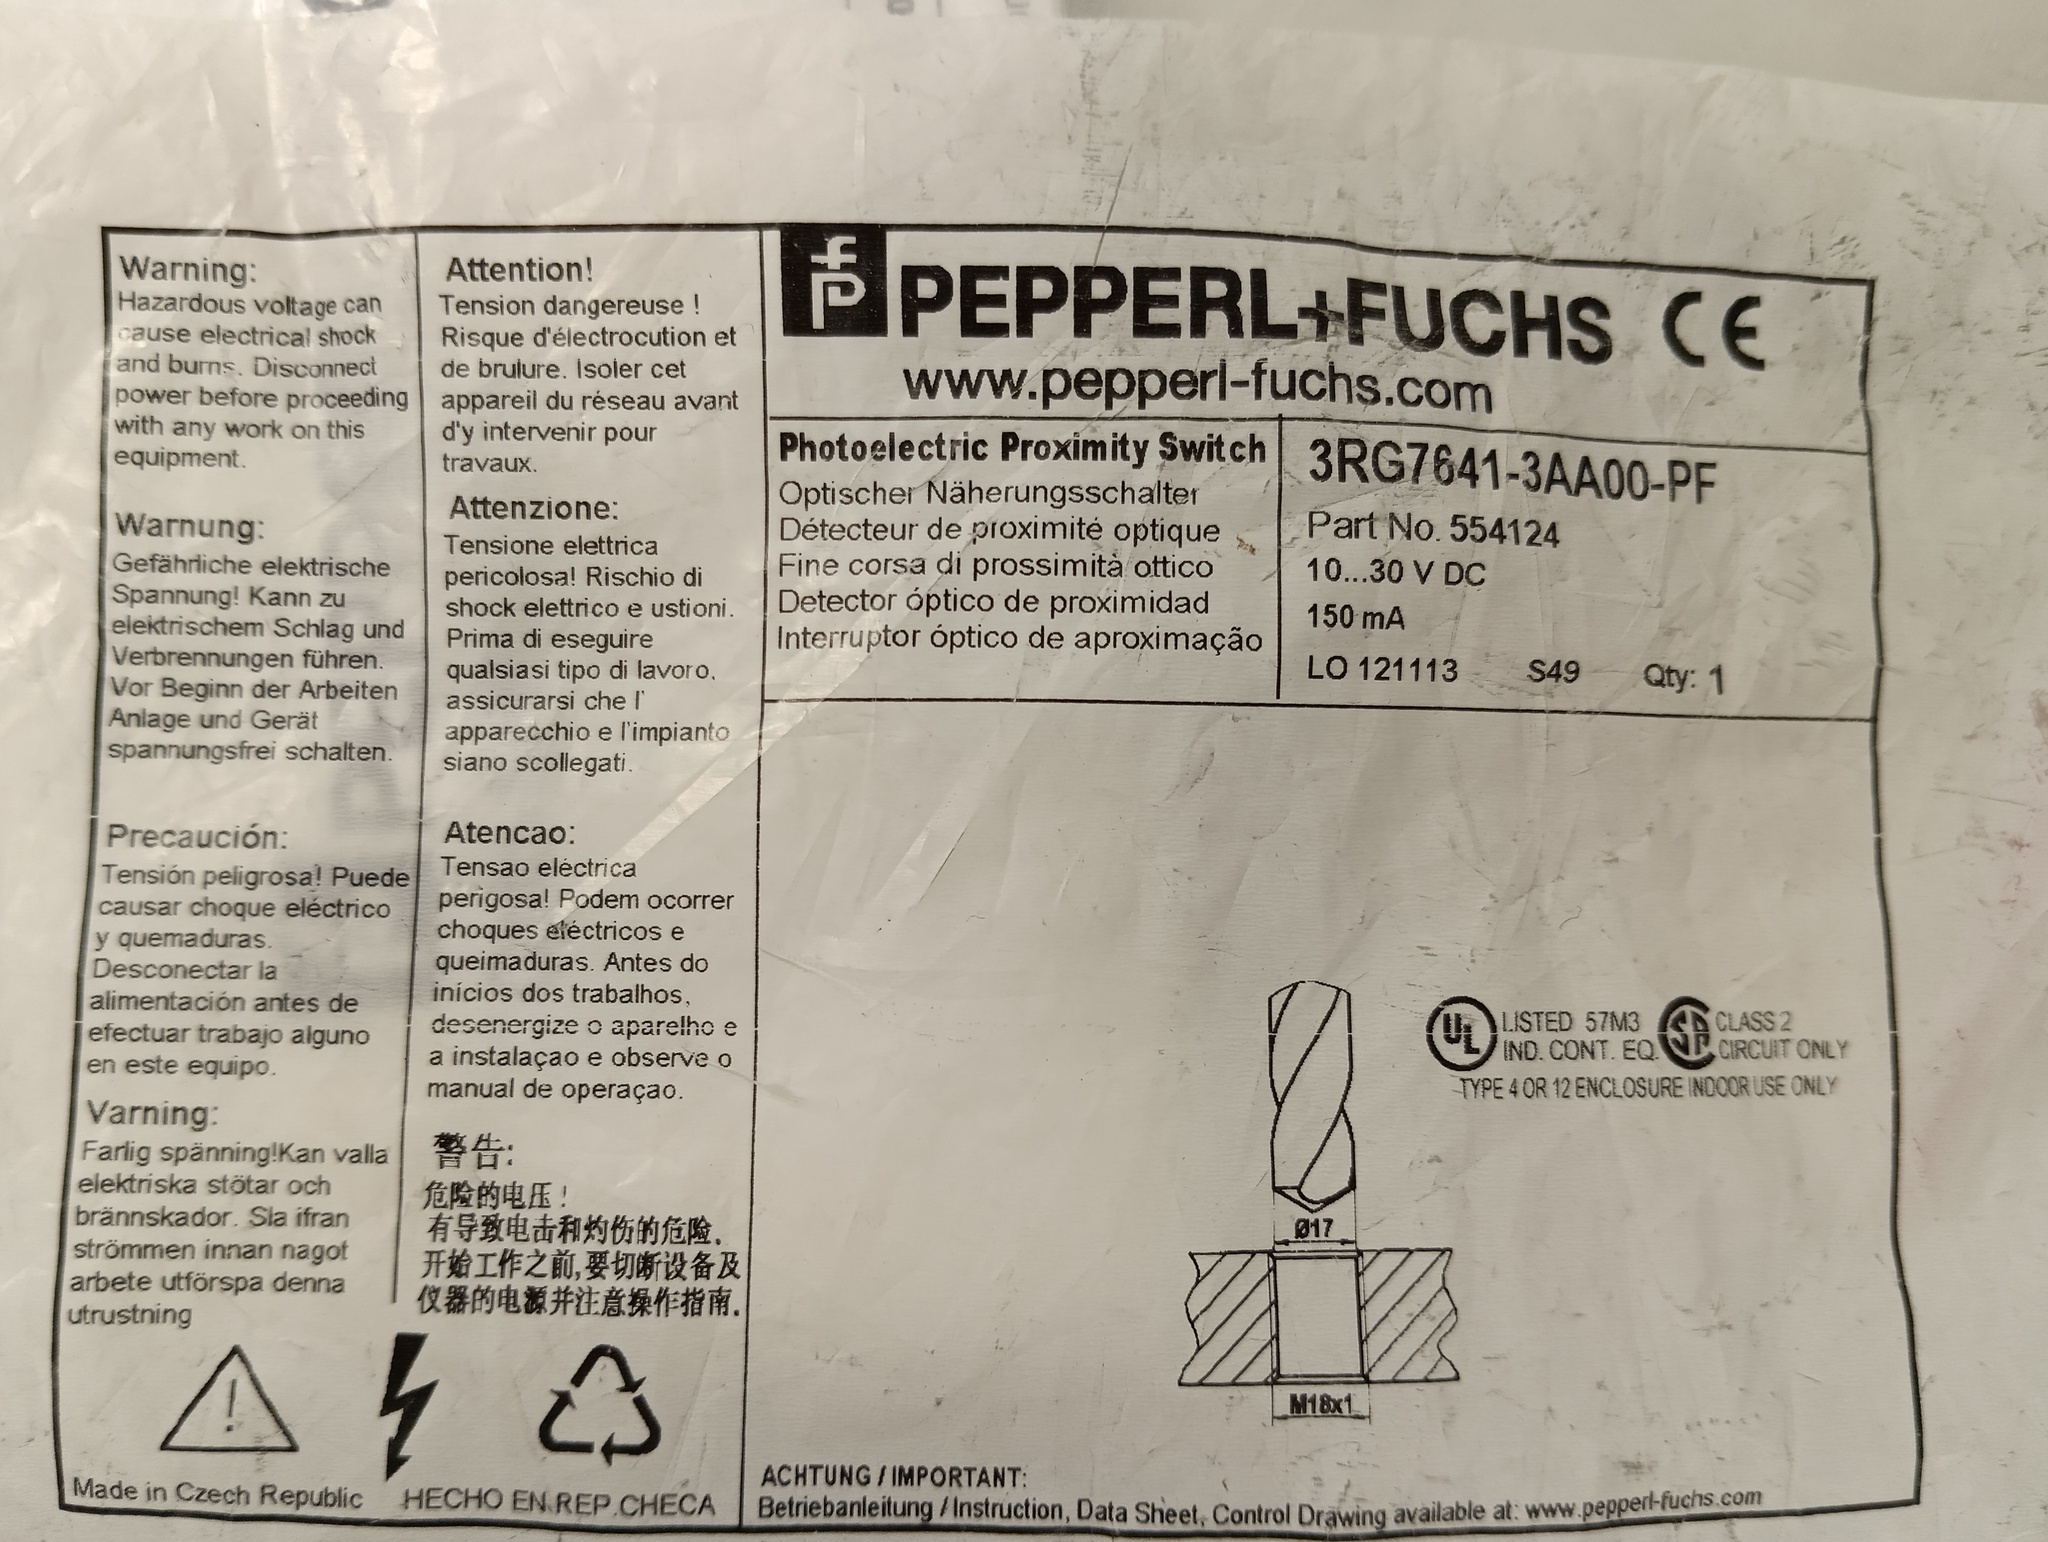 Warning:
Hazardous voltage can
cause electrical shock
and burns. Disconnect
power before proceeding
with any work on this
equipment.
Warnung:
Gefährliche elektrische
Spannung! Kann zu
elektrischem Schlag und
Verbrennungen führen.
Vor Beginn der Arbeiten
Anlage und Gerät
spannungsfrei schalten.
Precaución:
Tensión peligrosa! Puede
causar choque eléctrico
y quemaduras.
Desconectar la
alimentación antes de
efectuar trabajo alguno
en este equipo.
Varning:
Farlig spänning!Kan valla
elektriska stötar och
brännskador. Sla ifran
strömmen innan nagot
arbete utförspa denna
utrustning
Made in Czech Republic
Attention!
Tension dangereuse !
Risque d'électrocution et
de brulure. Isoler cet
appareil du réseau avant
d'y intervenir pour
travaux.
Attenzione:
Tensione elettrica
pericolosa! Rischio di
shock elettrico e ustioni.
Prima di eseguire
qualsiasi tipo di lavoro,
assicurarsi che l'
apparecchio e l'impianto
siano scollegati.
Atencao:
Tensao eléctrica
perigosa! Podem ocorrer
choques eléctricos e
queimaduras. Antes do
inícios dos trabalhos,
desenergize o aparelho e
a instalaçao e observe o
manual de operaçao.
警告:
危险的电压!
有导致电击和灼伤的危险.
开始工作之前,要切断设备及
仪器的电源并注意操作指南.
HECHO EN.REP.CHECA
fP PEPPERL+FUCHS CE
www.pepperl-fuchs.com
Photoelectric Proximity Switch
Optischer Näherungsschalter
Détecteur de proximité optique
Fine corsa di prossimità ottico
Detector óptico de proximidad
Interruptor óptico de aproximação
3RG7641-3AA00-PF
Part No. 554124
10...30 V DC
150 mA
LO 121113 S49 Qty: 1
UL LISTED 57M3 SA CLASS 2
IND. CONT. EQ. CIRCUIT ONLY
TYPE 4 OR 12 ENCLOSURE INDOOR USE ONLY
Ø17
M18x1
ACHTUNG / IMPORTANT:
Betriebanleitung / Instruction, Data Sheet, Control Drawing available at: www.pepperl-fuchs.com